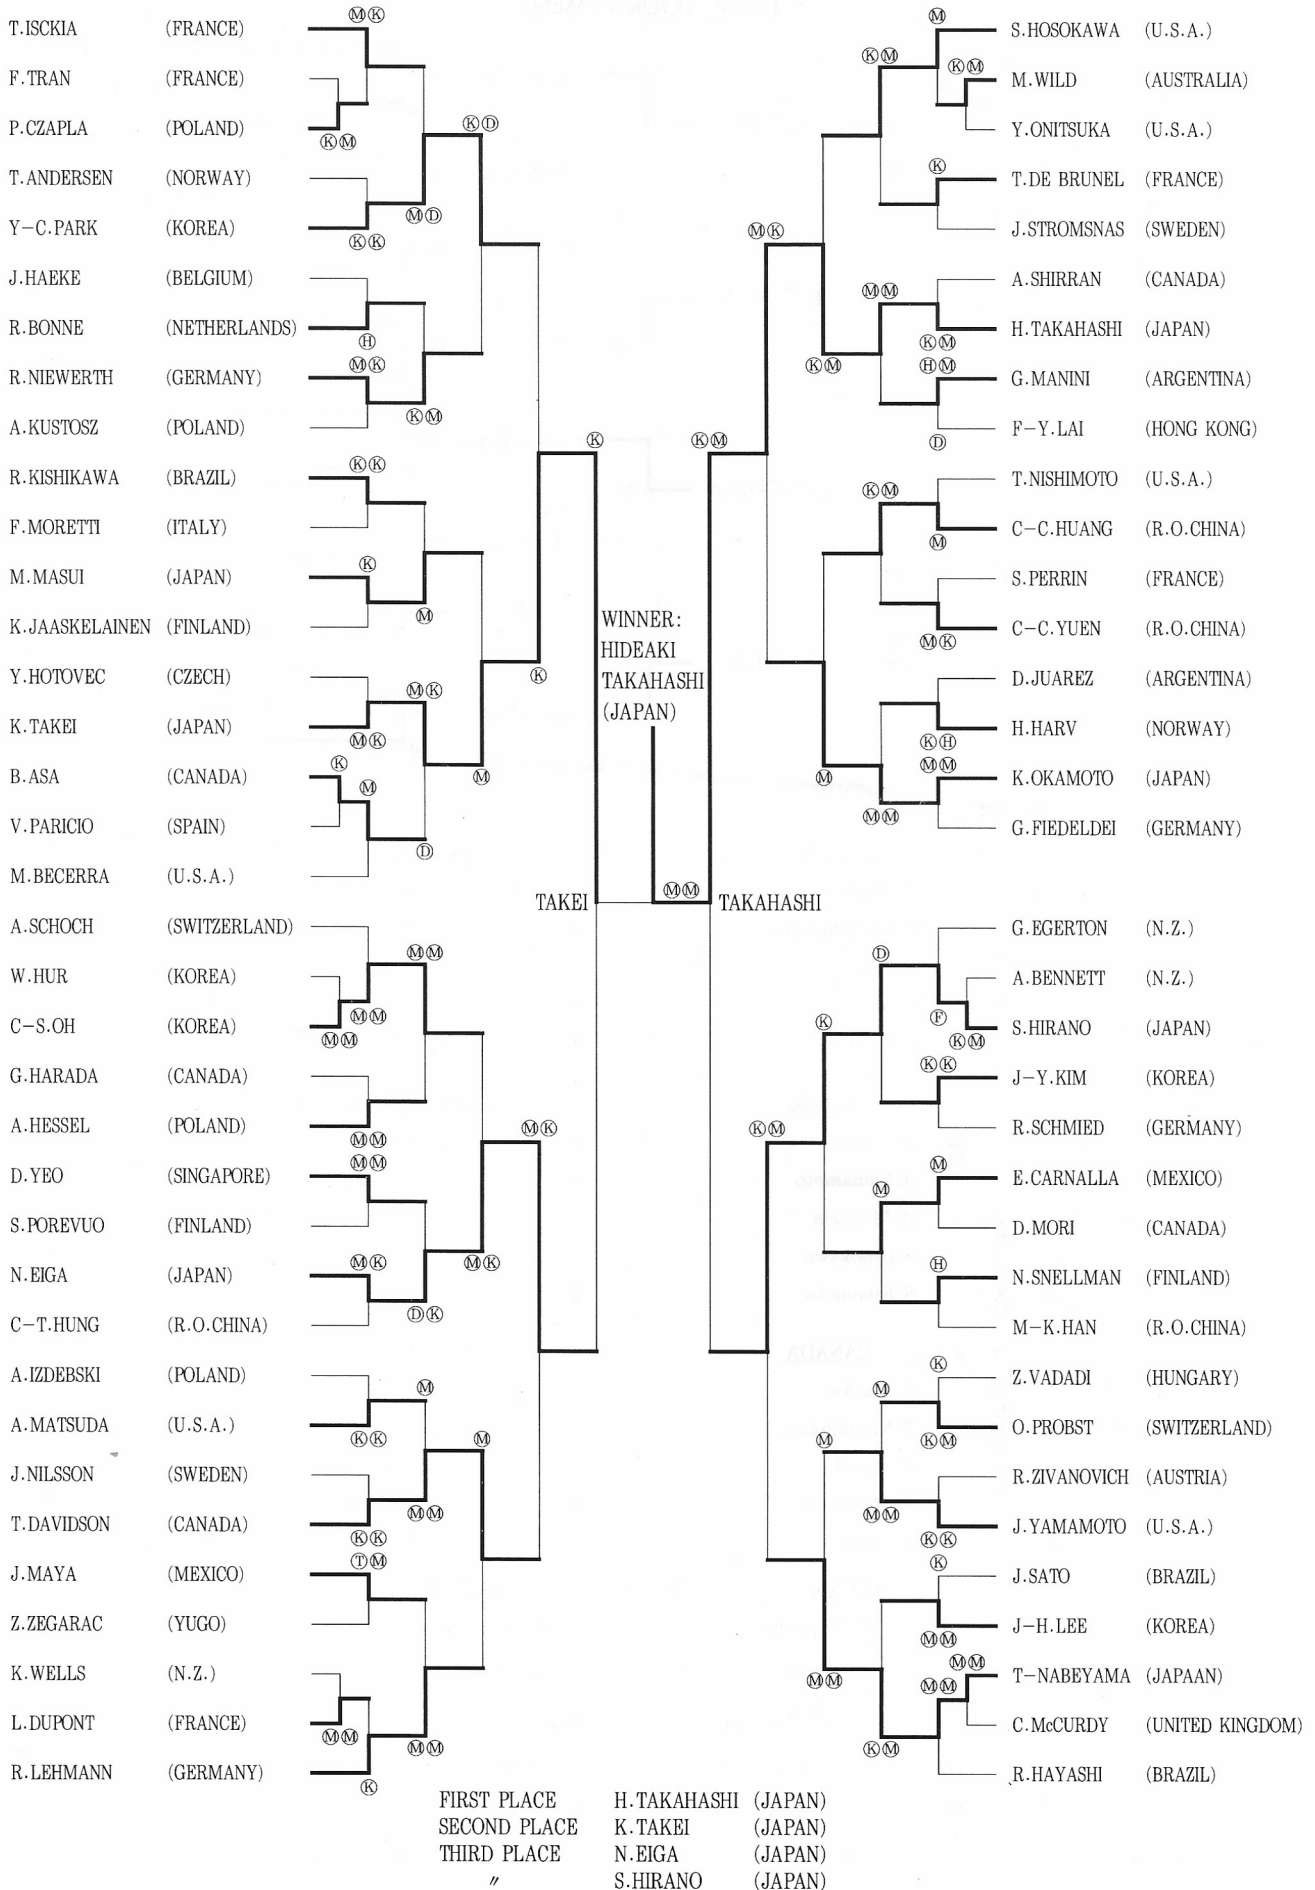 T.ISCKIA (FRANCE)
F.TRAN (FRANCE)
P.CZAPLA (POLAND)
T.ANDERSEN (NORWAY)
Y-C.PARK (KOREA)
J.HAEKE (BELGIUM)
R.BONNE (NETHERLANDS)
R.NIEWERTH (GERMANY)
A.KUSTOSZ (POLAND)
R.KISHIKAWA (BRAZIL)
F.MORETTI (ITALY)
M.MASUI (JAPAN)
K.JAASKELAINEN (FINLAND)
Y.HOTOVEC (CZECH)
K.TAKEI (JAPAN)
B.ASA (CANADA)
V.PARICIO (SPAIN)
M.BECERRA (U.S.A.)
A.SCHOCH (SWITZERLAND)
W.HUR (KOREA)
C-S.OH (KOREA)
G.HARADA (CANADA)
A.HESSEL (POLAND)
D.YEO (SINGAPORE)
S.POREVUO (FINLAND)
N.EIGA (JAPAN)
C-T.HUNG (R.O.CHINA)
A.IZDEBSKI (POLAND)
A.MATSUDA (U.S.A.)
J.NILSSON (SWEDEN)
T.DAVIDSON (CANADA)
J.MAYA (MEXICO)
Z.ZEGARAC (YUGO)
K.WELLS (N.Z.)
L.DUPONT (FRANCE)
R.LEHMANN (GERMANY)
Ⓜ Ⓚ
Ⓚ Ⓜ
Ⓚ Ⓓ
Ⓜ Ⓓ
Ⓚ Ⓚ
Ⓗ
Ⓜ Ⓚ
Ⓚ Ⓜ
Ⓚ
Ⓚ Ⓚ
Ⓚ
Ⓜ
Ⓚ
Ⓜ Ⓚ
Ⓜ Ⓚ
Ⓚ
Ⓜ
Ⓜ
Ⓓ
Ⓜ Ⓜ
Ⓜ Ⓜ
Ⓜ Ⓜ
Ⓜ Ⓚ
Ⓜ Ⓜ
Ⓜ Ⓜ
Ⓜ Ⓚ
Ⓜ Ⓚ
Ⓓ Ⓚ
Ⓜ
Ⓚ Ⓚ
Ⓜ
Ⓜ Ⓜ
Ⓚ Ⓚ
Ⓣ Ⓜ
Ⓜ Ⓜ
Ⓜ Ⓜ
Ⓚ
WINNER:
HIDEAKI
TAKAHASHI
(JAPAN)
Ⓜ Ⓜ
TAKEI
TAKAHASHI
Ⓜ
Ⓚ Ⓜ
Ⓚ Ⓜ
Ⓚ
Ⓜ Ⓚ
Ⓜ Ⓜ
Ⓚ Ⓜ
Ⓚ Ⓜ
Ⓗ Ⓜ
Ⓓ
Ⓚ Ⓜ
Ⓚ Ⓜ
Ⓜ
Ⓜ Ⓚ
Ⓚ Ⓗ
Ⓜ Ⓜ
Ⓜ
Ⓜ Ⓜ
Ⓓ
Ⓕ
Ⓚ
Ⓚ Ⓜ
Ⓚ Ⓚ
Ⓚ Ⓜ
Ⓜ
Ⓜ
Ⓗ
Ⓚ
Ⓜ
Ⓚ Ⓜ
Ⓜ
Ⓜ Ⓜ
Ⓚ Ⓚ
Ⓚ
Ⓜ Ⓜ
Ⓜ Ⓜ
Ⓜ Ⓜ
Ⓜ Ⓜ
Ⓚ Ⓜ
S.HOSOKAWA (U.S.A.)
M.WILD (AUSTRALIA)
Y.ONITSUKA (U.S.A.)
T.DE BRUNEL (FRANCE)
J.STROMSNAS (SWEDEN)
A.SHIRRAN (CANADA)
H.TAKAHASHI (JAPAN)
G.MANINI (ARGENTINA)
F-Y.LAI (HONG KONG)
T.NISHIMOTO (U.S.A.)
C-C.HUANG (R.O.CHINA)
S.PERRIN (FRANCE)
C-C.YUEN (R.O.CHINA)
D.JUAREZ (ARGENTINA)
H.HARV (NORWAY)
K.OKAMOTO (JAPAN)
G.FIEDELDEI (GERMANY)
G.EGERTON (N.Z.)
A.BENNETT (N.Z.)
S.HIRANO (JAPAN)
J-Y.KIM (KOREA)
R.SCHMIED (GERMANY)
E.CARNALLA (MEXICO)
D.MORI (CANADA)
N.SNELLMAN (FINLAND)
M-K.HAN (R.O.CHINA)
Z.VADADI (HUNGARY)
O.PROBST (SWITZERLAND)
R.ZIVANOVICH (AUSTRIA)
J.YAMAMOTO (U.S.A.)
J.SATO (BRAZIL)
J-H.LEE (KOREA)
T-NABEYAMA (JAPAAN)
C.McCURDY (UNITED KINGDOM)
R.HAYASHI (BRAZIL)
FIRST PLACE H.TAKAHASHI (JAPAN)
SECOND PLACE K.TAKEI (JAPAN)
THIRD PLACE N.EIGA (JAPAN)
〃 S.HIRANO (JAPAN)